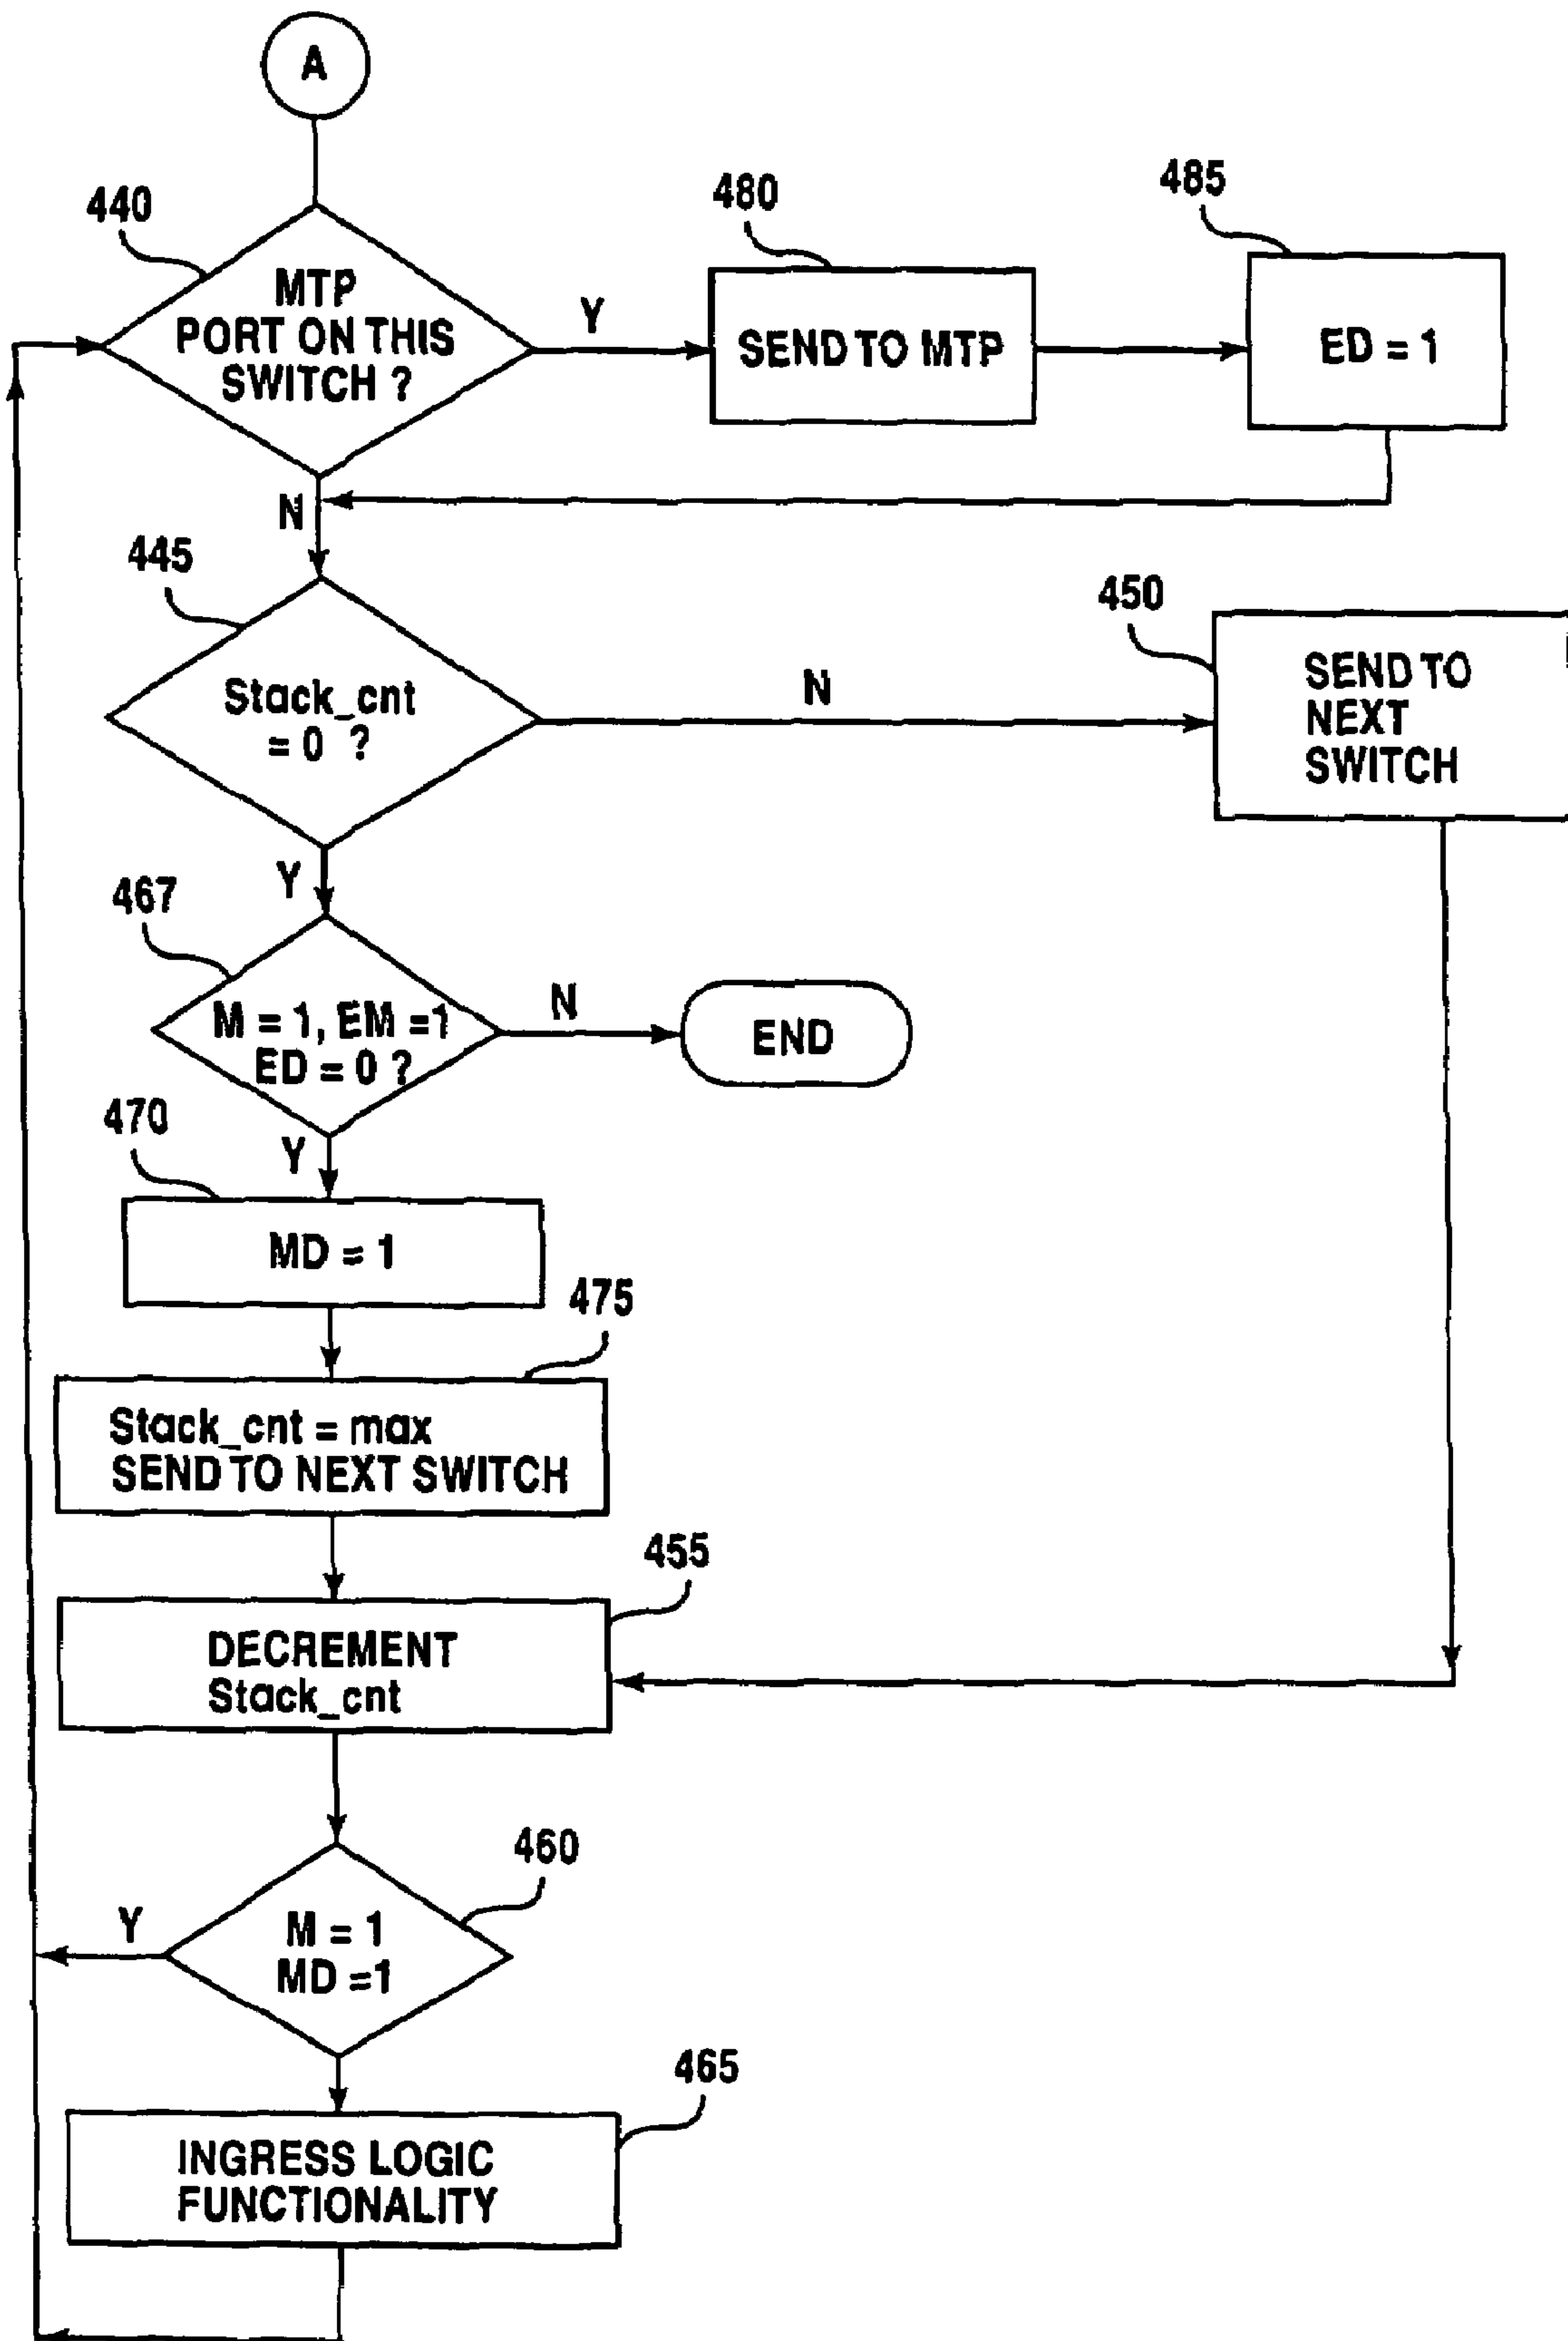 A
440
MTP
PORT ON THIS
SWITCH ?
Y
480
SEND TO MTP
485
ED = 1
N
445
Stack_cnt
= 0 ?
N
450
SEND TO
NEXT
SWITCH
Y
467
M = 1, EM =1
ED = 0 ?
N
END
Y
470
MD = 1
475
Stack_cnt = max
SEND TO NEXT SWITCH
455
DECREMENT
Stack_cnt
460
M = 1
MD =1
Y
465
INGRESS LOGIC
FUNCTIONALITY